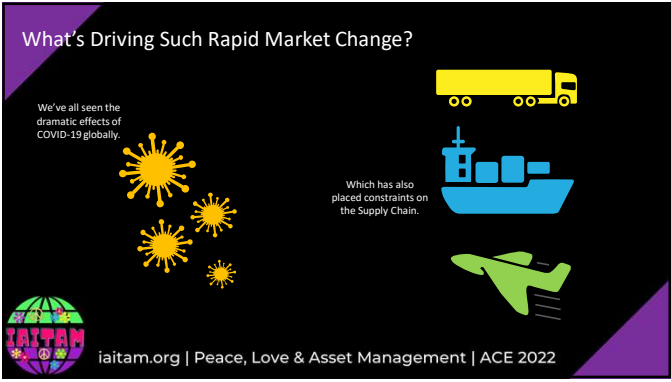 What's Driving Such Rapid Market Change?
We've all seen the
dramatic effects of
COVID-19 globally.
Which has also
placed constraints on
the Supply Chain.
IAITAM
iaitam.org | Peace, Love & Asset Management | ACE 2022